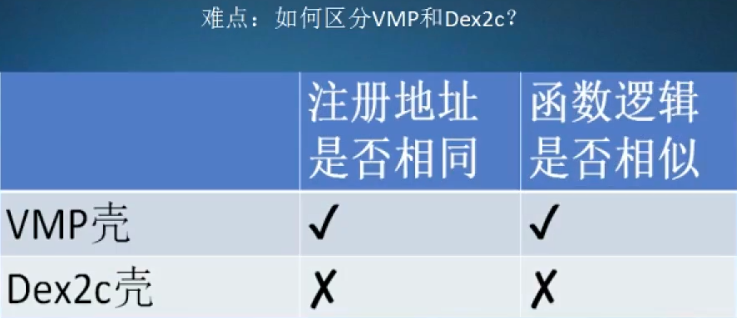 难点：如何区分VMP和Dex2c？
注册地址
是否相同
函数逻辑
是否相似
VMP壳 ✓ ✓
Dex2c壳 ✗ ✗